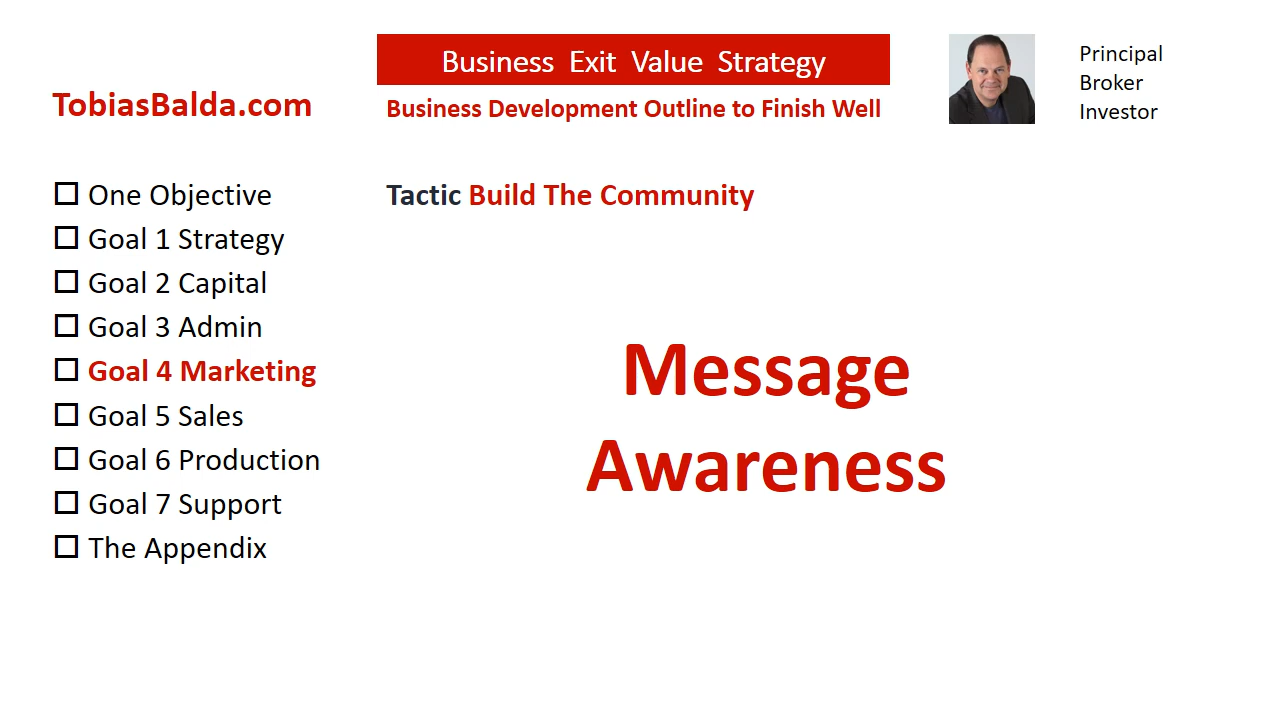 Business Exit Value Strategy
TobiasBalda.com
Business Development Outline to Finish Well
Principal
Broker
Investor
One Objective
Goal 1 Strategy
Goal 2 Capital
Goal 3 Admin
Goal 4 Marketing
Goal 5 Sales
Goal 6 Production
Goal 7 Support
The Appendix
Tactic Build The Community
Message
Awareness